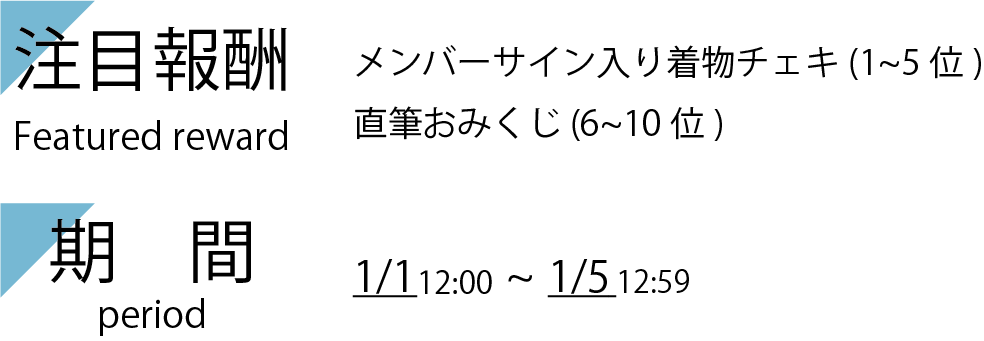 注目報酬
Featured reward
メンバーサイン入り着物チェキ (1~5 位 )
直筆おみくじ (6~10 位 )
期　間
period
1/1 12:00 ~ 1/5 12:59